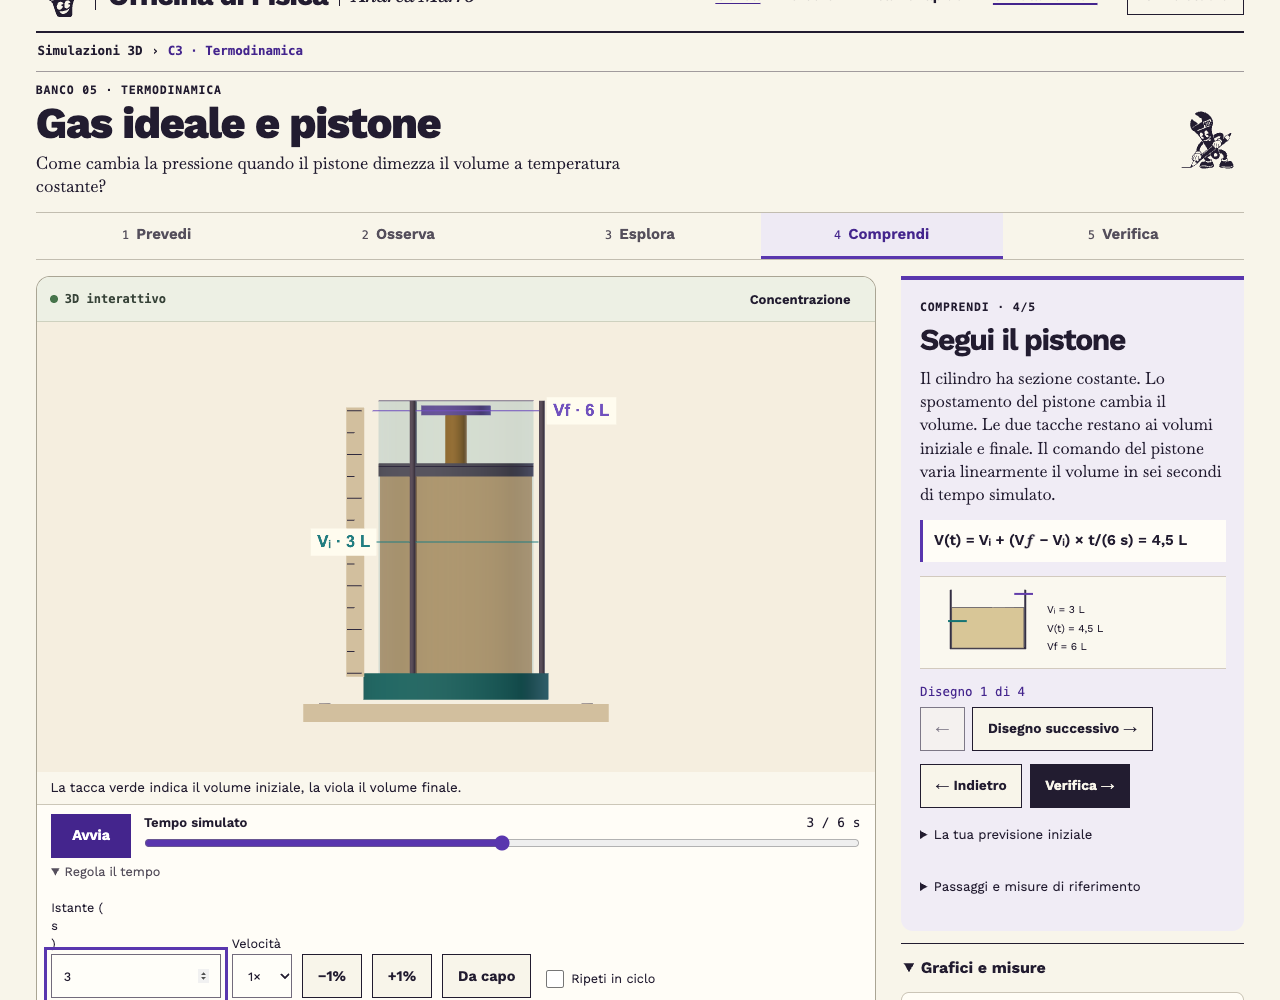 Officina di Fisica
Andrea Marro
Simulazioni 3D › C3 · Termodinamica
BANCO 05 · TERMODINAMICA
Gas ideale e pistone
Come cambia la pressione quando il pistone dimezza il volume a temperatura
costante?
1 Prevedi
2 Osserva
3 Esplora
4 Comprendi
5 Verifica
3D interattivo
Concentrazione
Vf · 6 L
Vᵢ · 3 L
La tacca verde indica il volume iniziale, la viola il volume finale.
Avvia
Tempo simulato
3 / 6 s
▼ Regola il tempo
Istante (
s
)
Velocità
3
1×
−1%
+1%
Da capo
Ripeti in ciclo
COMPRENDI · 4/5
Segui il pistone
Il cilindro ha sezione costante. Lo
spostamento del pistone cambia il
volume. Le due tacche restano ai volumi
iniziale e finale. Il comando del pistone
varia linearmente il volume in sei secondi
di tempo simulato.
V(t) = Vᵢ + (Vƒ − Vᵢ) × t/(6 s) = 4,5 L
Vᵢ = 3 L
V(t) = 4,5 L
Vf = 6 L
Disegno 1 di 4
←
Disegno successivo →
← Indietro
Verifica →
▶ La tua previsione iniziale
▶ Passaggi e misure di riferimento
▼ Grafici e misure